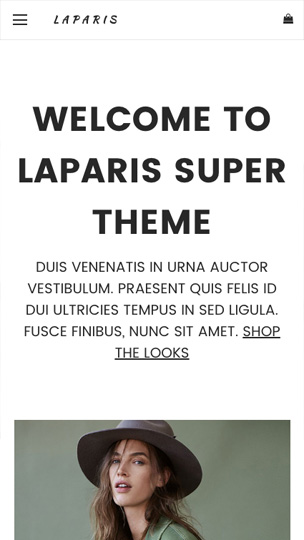 LAPARIS
WELCOME TO
LAPARIS SUPER
THEME
DUIS VENENATIS IN URNA AUCTOR
VESTIBULUM. PRAESENT QUIS FELIS ID
DUI ULTRICIES TEMPUS IN SED LIGULA.
FUSCE FINIBUS, NUNC SIT AMET. SHOP
THE LOOKS